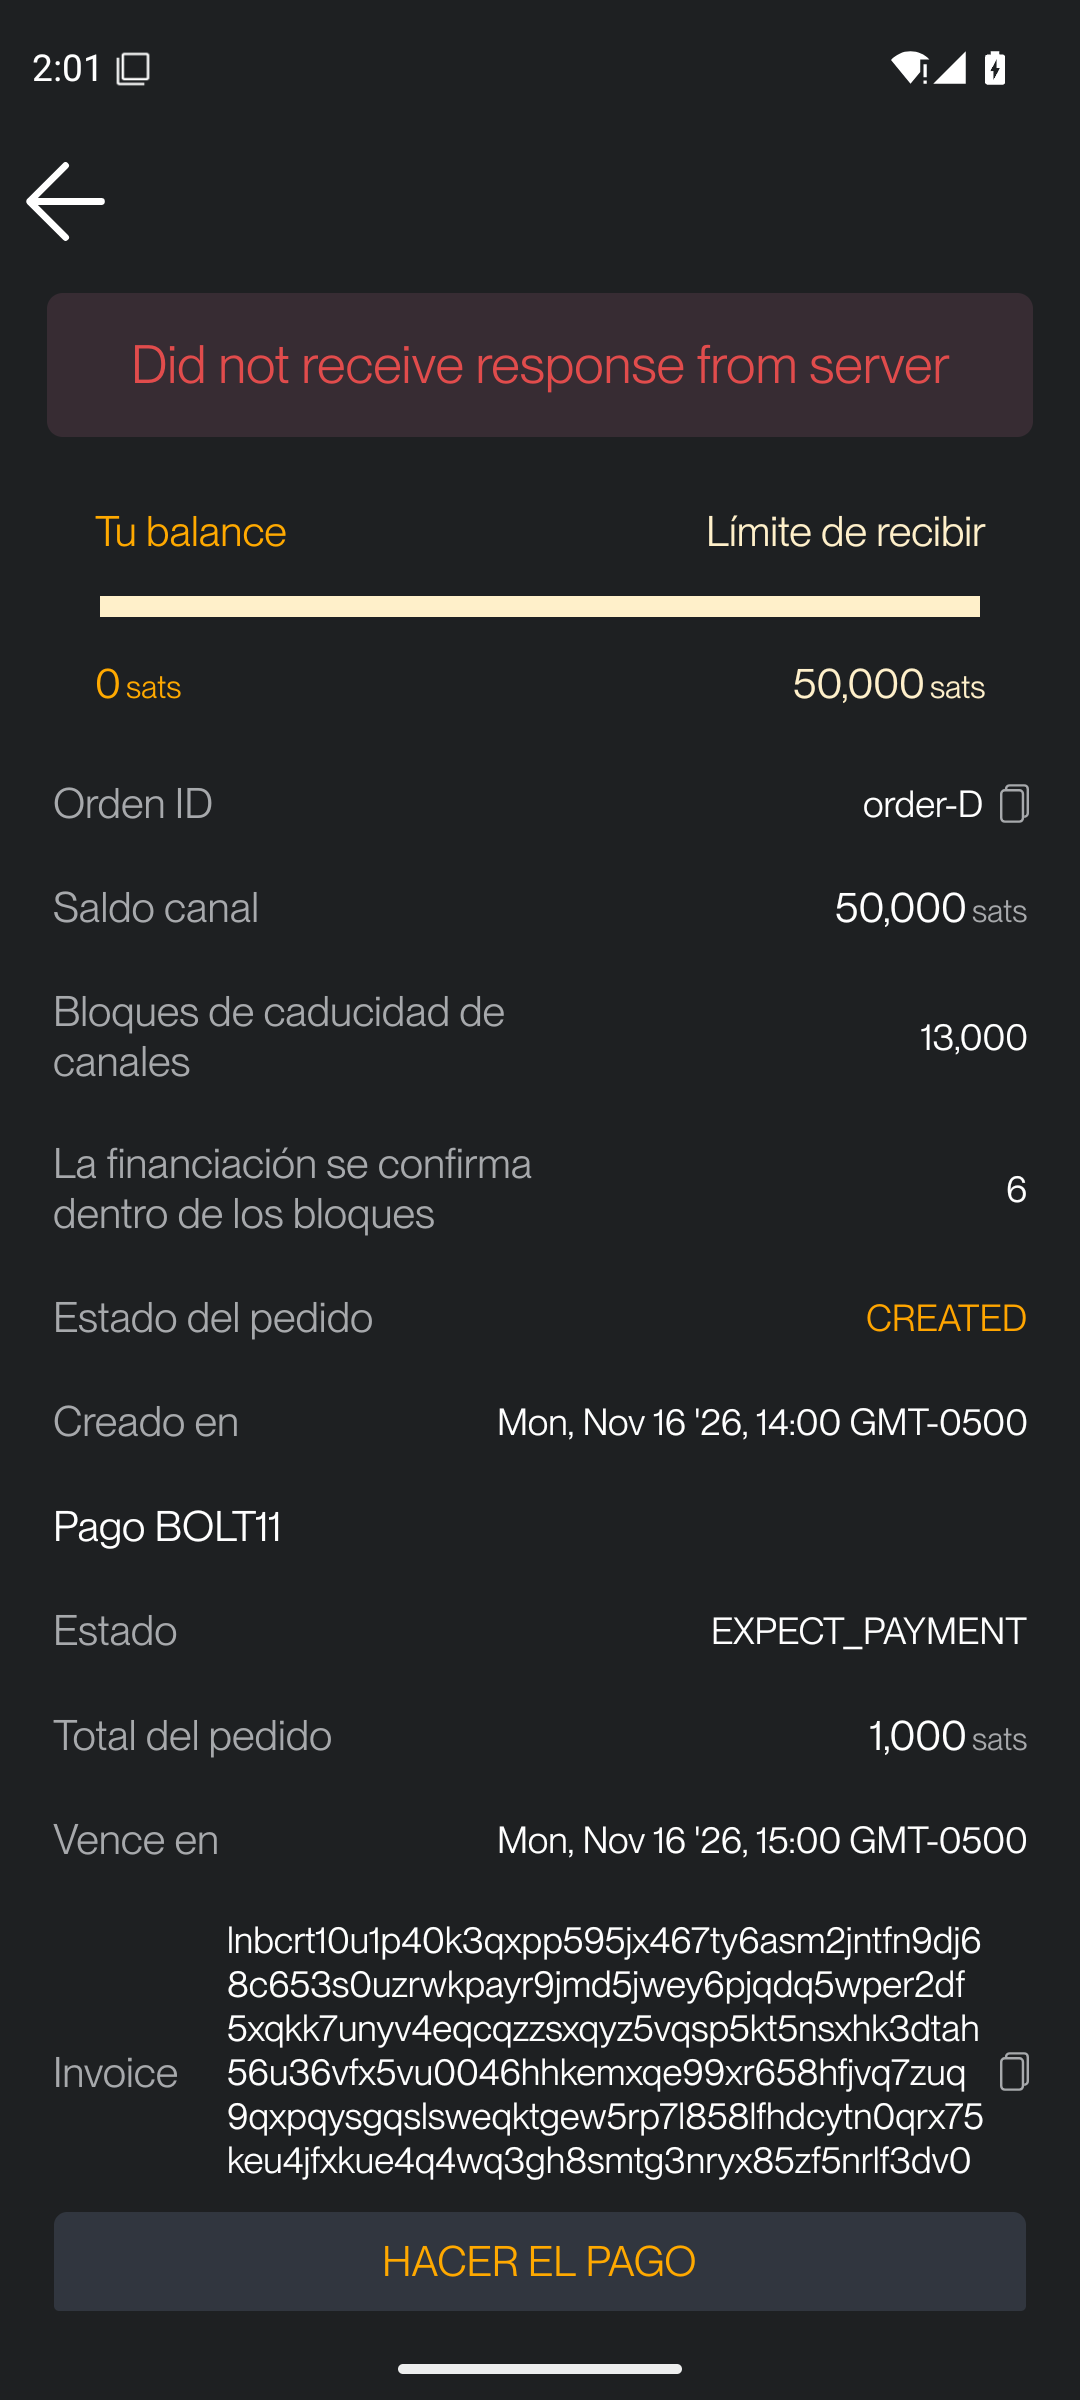 2:01
Did not receive response from server
Tu balance
Límite de recibir
0 sats
50,000 sats
Orden ID
order-D
Saldo canal
50,000 sats
Bloques de caducidad de
canales
13,000
La financiación se confirma
dentro de los bloques
6
Estado del pedido
CREATED
Creado en
Mon, Nov 16 '26, 14:00 GMT-0500
Pago BOLT11
Estado
EXPECT_PAYMENT
Total del pedido
1,000 sats
Vence en
Mon, Nov 16 '26, 15:00 GMT-0500
Invoice
lnbcrt10u1p40k3qxpp595jx467ty6asm2jntfn9dj6
8c653s0uzrwkpayr9jmd5jwey6pjqdq5wper2df
5xqkk7unyv4eqcqzzsxqyz5vqsp5kt5nsxhk3dtah
56u36vfx5vu0046hhkemxqe99xr658hfjvq7zuq
9qxpqysgqslsweqktgew5rp7l858lfhdcytn0qrx75
keu4jfxkue4q4wq3gh8smtg3nryx85zf5nrlf3dv0
HACER EL PAGO